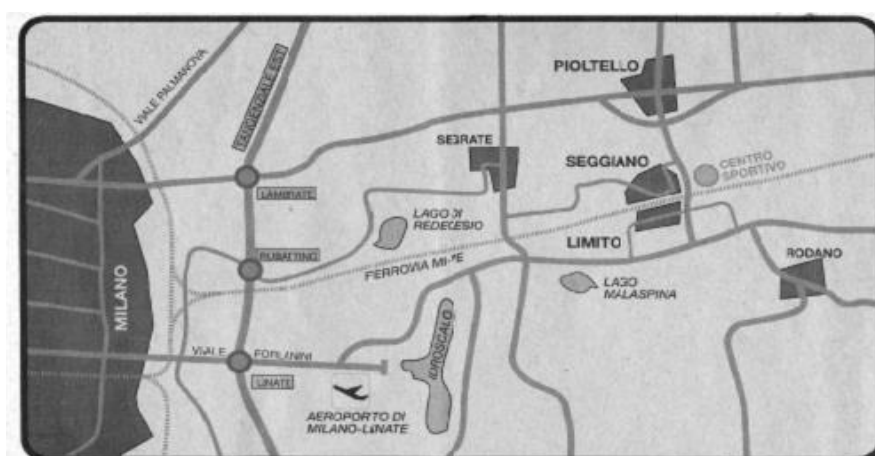 PIOLTELLO
VIALE PALMANOVA
TANGENZIALE EST
SEGRATE
SEGGIANO
CENTRO
SPORTIVO
LAMBRATE
LAGO DI
REDECESIO
LIMITO
RUBATTINO
FERROVIA MI-VE
RODANO
LAGO
MALASPINA
MILANO
VIALE FORLANINI
IDROSCALO
LINATE
AEROPORTO DI
MILANO-LINATE